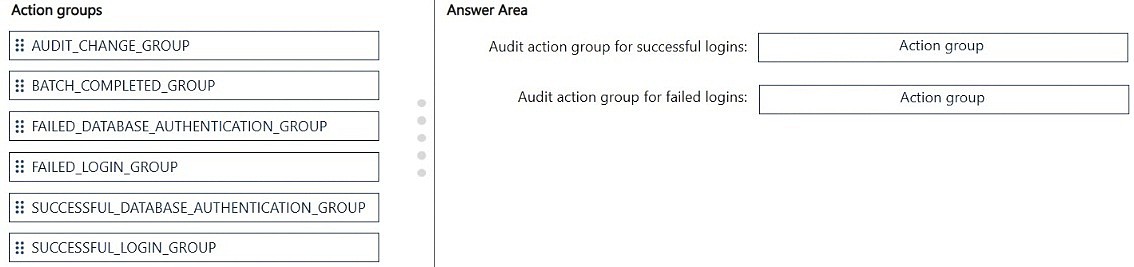 Action groups
AUDIT_CHANGE_GROUP
BATCH_COMPLETED_GROUP
FAILED_DATABASE_AUTHENTICATION_GROUP
FAILED_LOGIN_GROUP
SUCCESSFUL_DATABASE_AUTHENTICATION_GROUP
SUCCESSFUL_LOGIN_GROUP
Answer Area
Audit action group for successful logins: Action group
Audit action group for failed logins: Action group